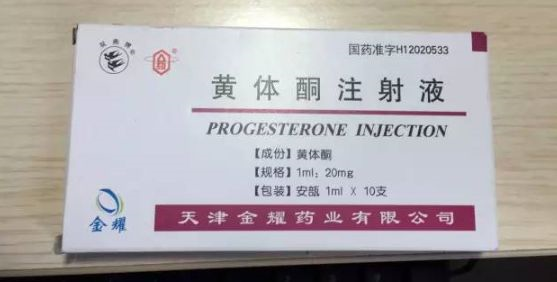 国药准字H12020533
黄体酮注射液
PROGESTERONE INJECTION
【成份】黄体酮
【规格】1ml：20mg
【包装】安瓿 1ml X 10支
金耀
天津金耀药业有限公司